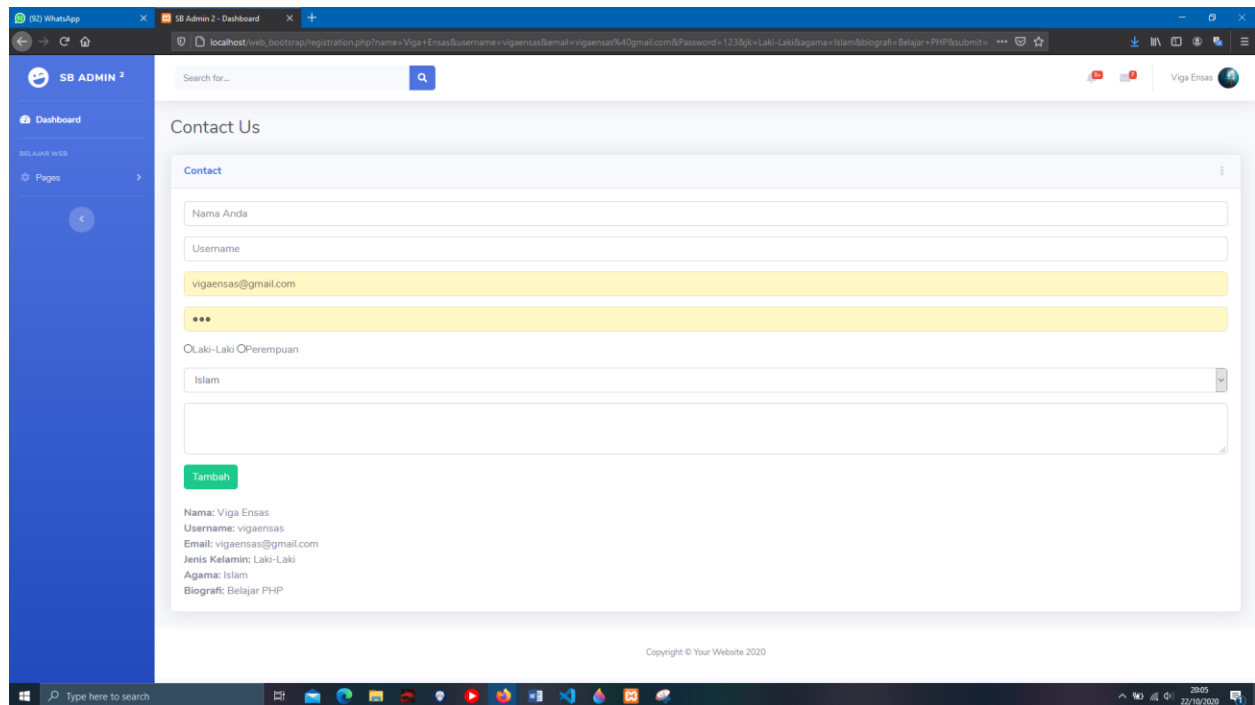 (92) WhatsApp
SB Admin 2 - Dashboard
localhost/web_bootsrap/registration.php?name=Viga+Ensas&username=vigaensas&email=vigaensas%40gmail.com&Password=123&jk=Laki-Laki&agama=Islam&biografi=Belajar+PHP&submit=
SB ADMIN 2
Search for...
3+
7
Viga Ensas
Dashboard
BELAJAR WEB
Pages
Contact Us
Contact
Nama Anda
Username
vigaensas@gmail.com
Laki-Laki Perempuan
Islam
Tambah
Nama: Viga Ensas
Username: vigaensas
Email: vigaensas@gmail.com
Jenis Kelamin: Laki-Laki
Agama: Islam
Biografi: Belajar PHP
Copyright © Your Website 2020
Type here to search
20:05
22/10/2020